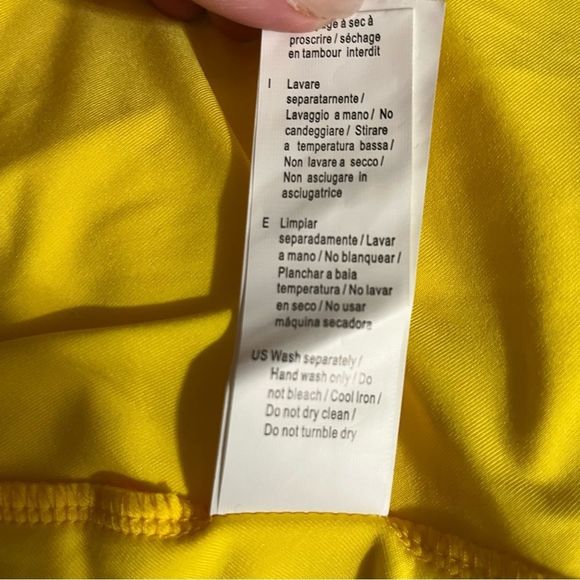 à sec à
proscrire / séchage
en tambour interdit
I Lavare
separatarnente /
Lavaggio a mano / No
candeggiare / Stirare
a temperatura bassa /
Non lavare a secco /
Non asciugare in
asciugatrice
E Limpiar
separadamente / Lavar
a mano / No blanquear /
Planchar a baia
temperatura / No lavar
en seco / No usar
máquina secadora
US Wash separately /
Hand wash only / Do
not bleach / Cool Iron /
Do not dry clean /
Do not turnble dry